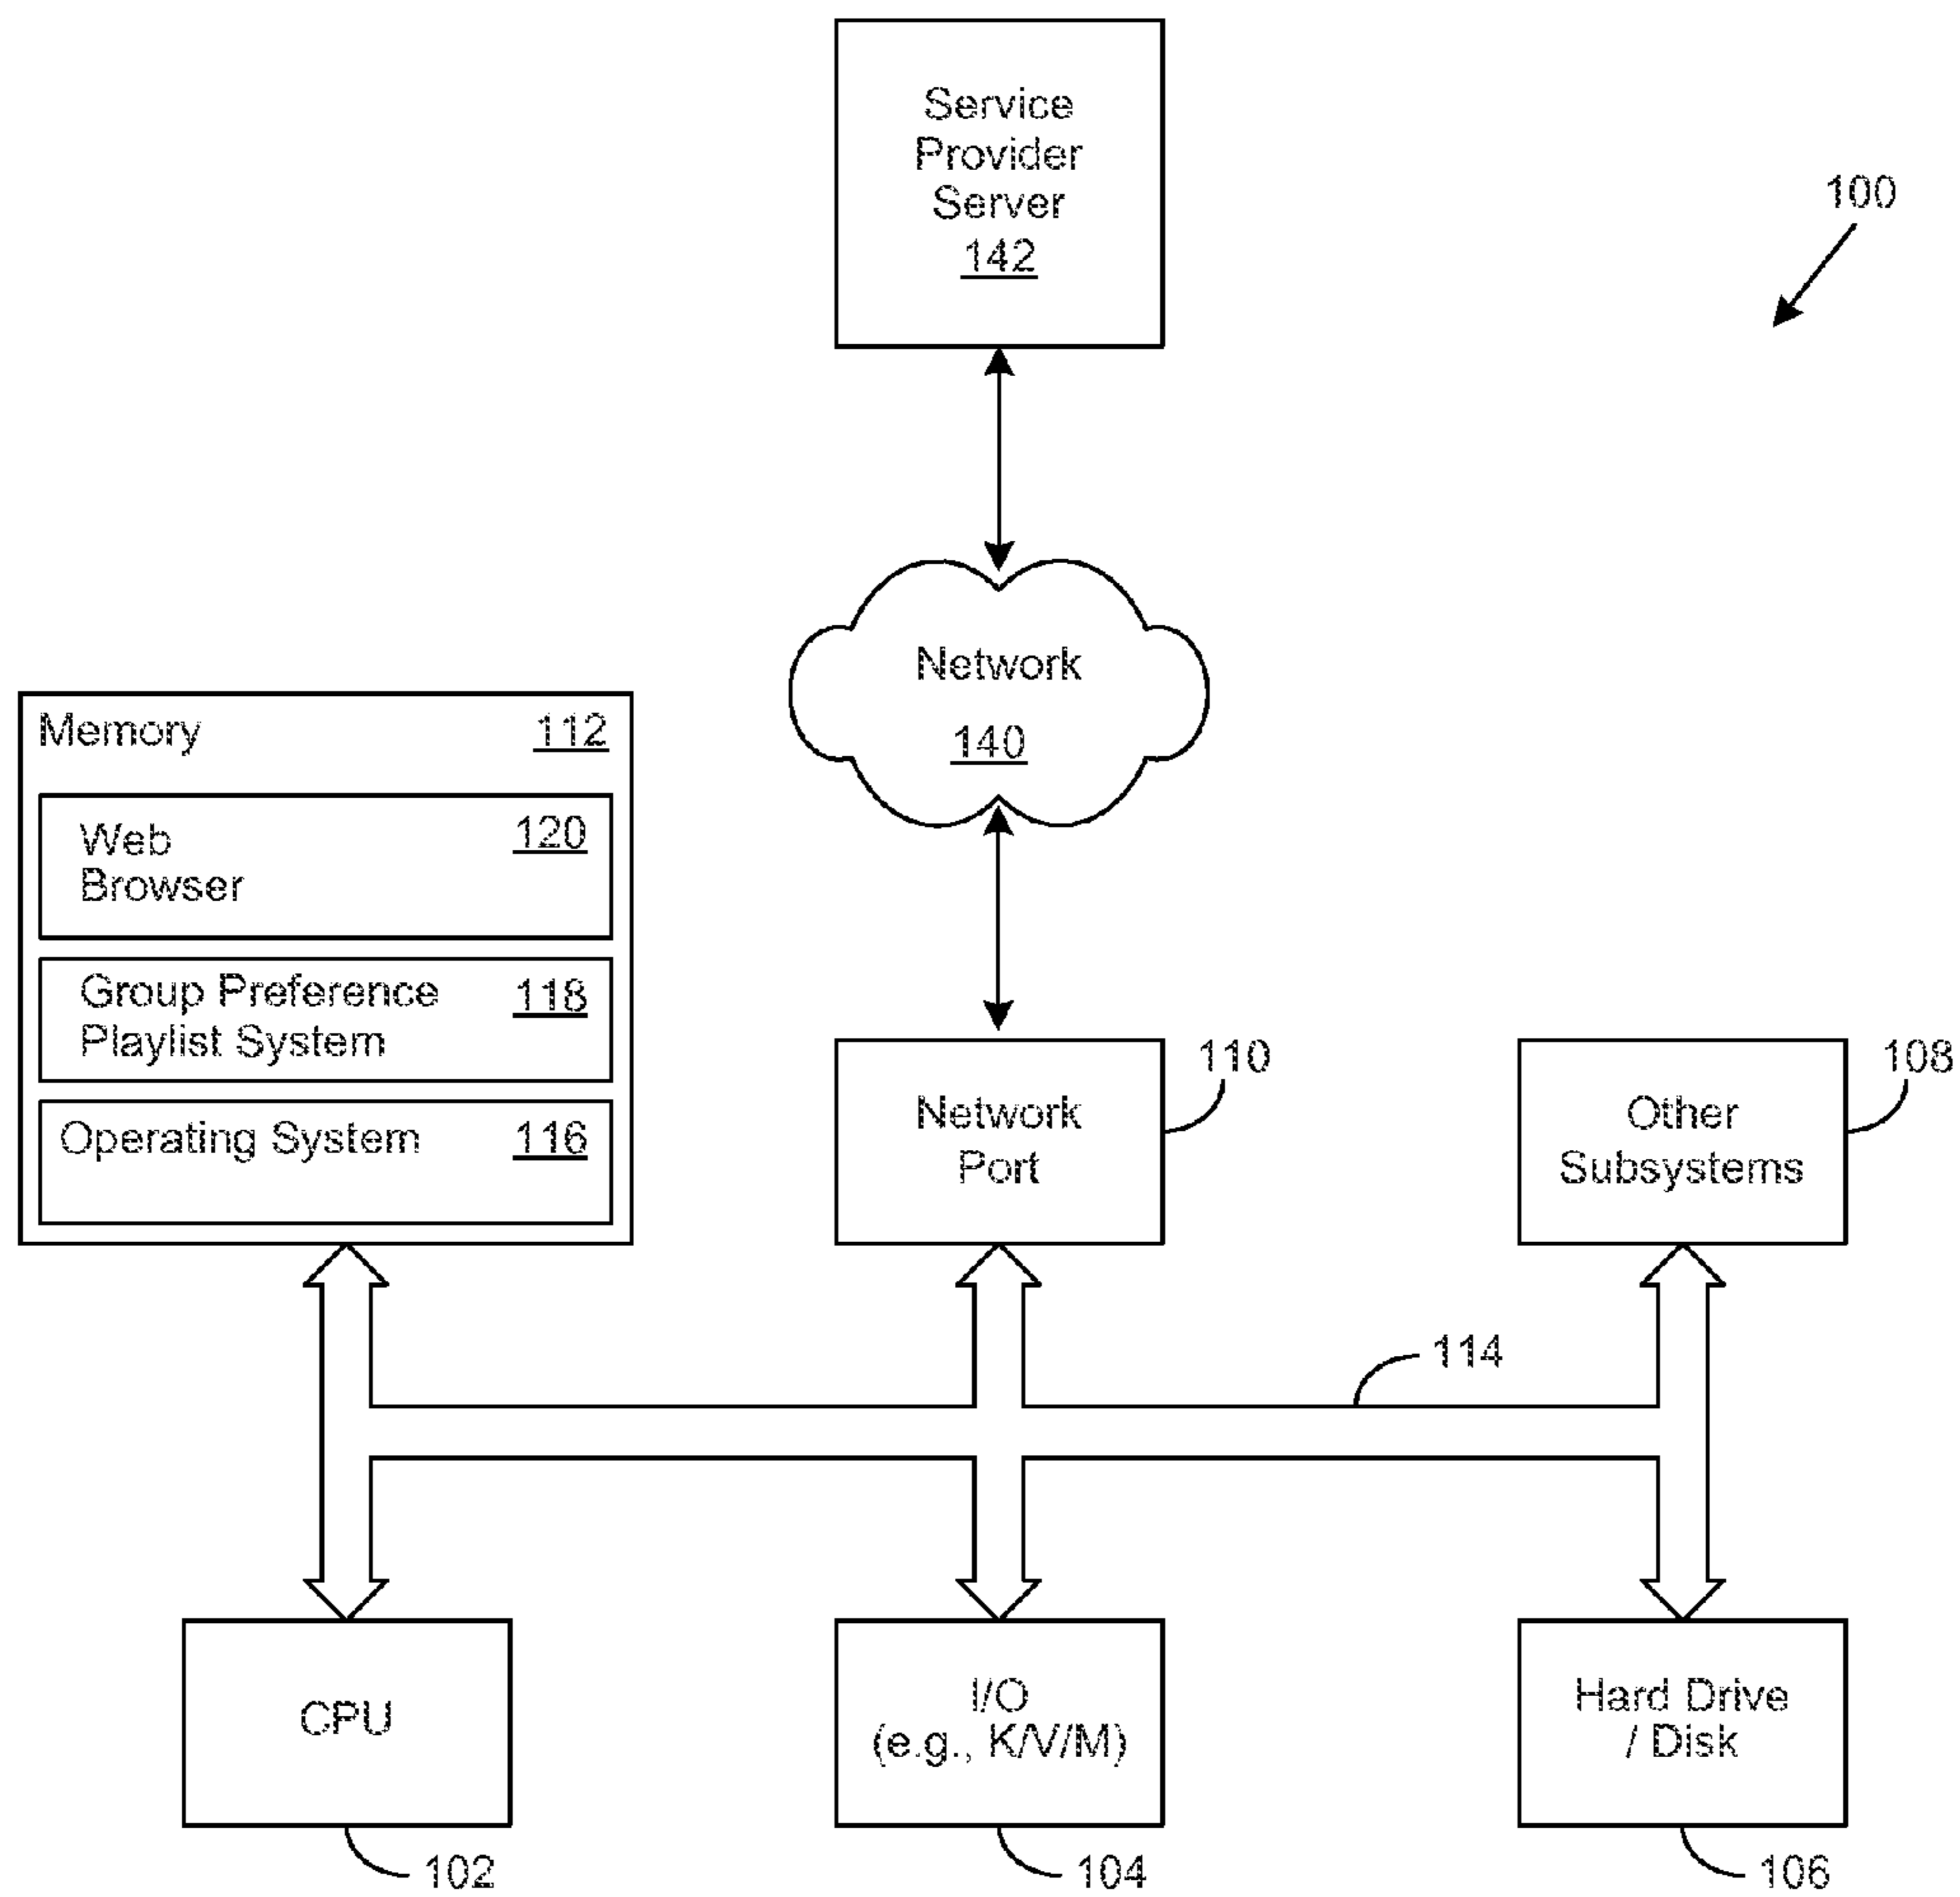 Service
Provider
Server
142
100
Network
140
Memory 112
Web 120
Browser
Group Preference 118
Playlist System
Operating System 116
Network
Port
110
Other
Subsystems
108
114
CPU
102
I/O
(e.g., K/V/M)
104
Hard Drive
/ Disk
106